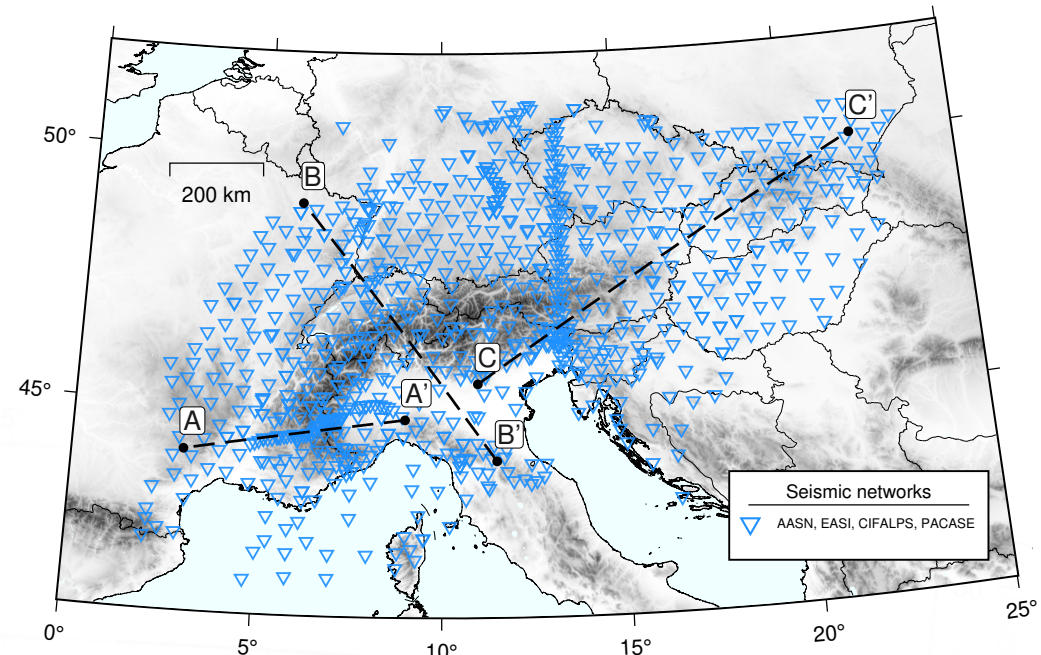 C'
50°
B
200 km
C
45°
A'
A
B'
Seismic networks
AASN, EASI, CIFALPS, PACASE
0°
5°
10°
15°
20°
25°